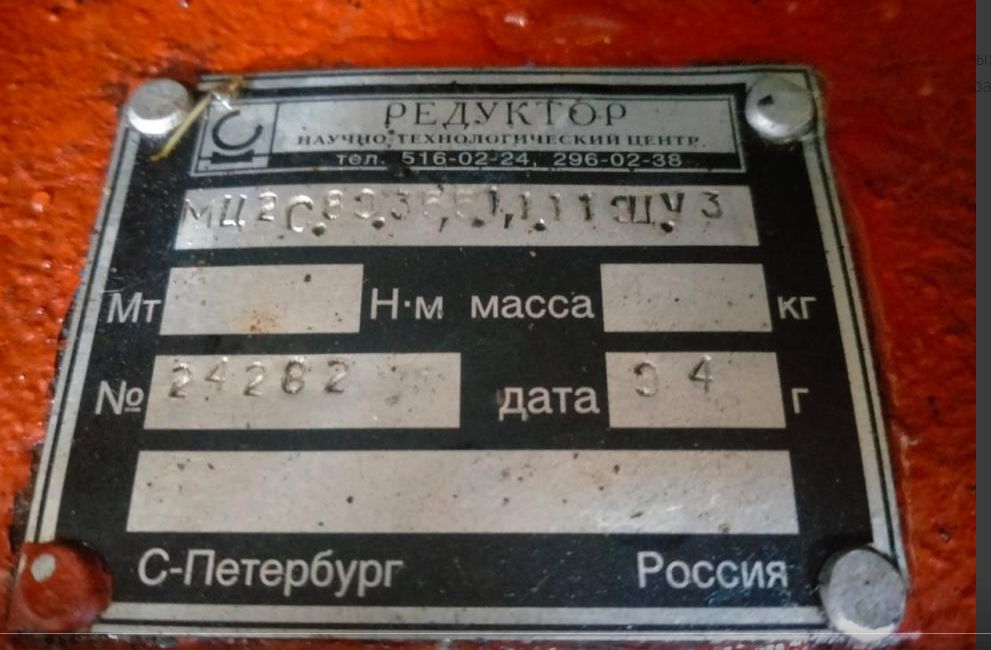 РЕДУКТОР
НАУЧНО-ТЕХНОЛОГИЧЕСКИЙ ЦЕНТР
тел. 516-02-24, 296-02-38
Мт Н·м масса кг
№ 24282 дата 04 г
С-Петербург Россия